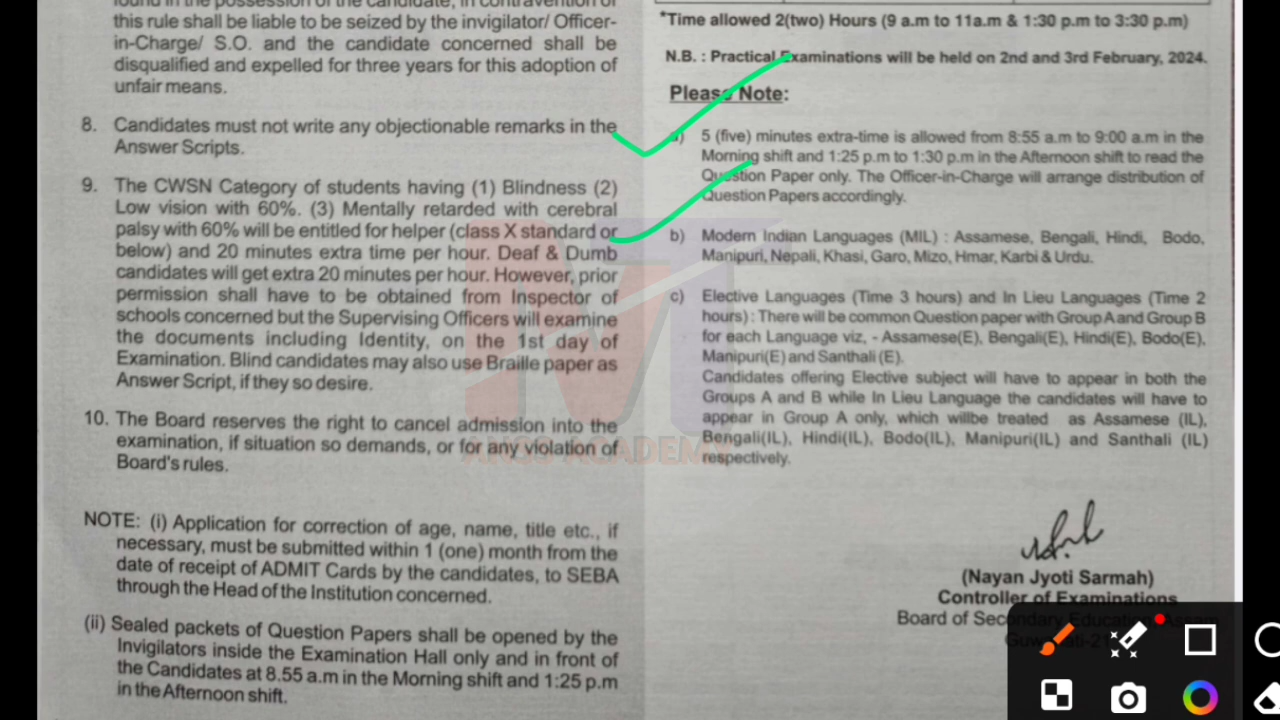 found in the possession of the candidate, in contravention of
this rule shall be liable to be seized by the invigilator/ Officer-
in-Charge/ S.O. and the candidate concerned shall be
disqualified and expelled for three years for this adoption of
unfair means.
8. Candidates must not write any objectionable remarks in the
Answer Scripts.
9. The CWSN Category of students having (1) Blindness (2)
Low vision with 60%. (3) Mentally retarded with cerebral
palsy with 60% will be entitled for helper (class X standard or
below) and 20 minutes extra time per hour. Deaf & Dumb
candidates will get extra 20 minutes per hour. However, prior
permission shall have to be obtained from Inspector of
schools concerned but the Supervising Officers will examine
the documents including Identity, on the 1st day of
Examination. Blind candidates may also use Braille paper as
Answer Script, if they so desire.
10. The Board reserves the right to cancel admission into the
examination, if situation so demands, or for any violation of
Board's rules.
NOTE: (i) Application for correction of age, name, title etc., if
necessary, must be submitted within 1 (one) month from the
date of receipt of ADMIT Cards by the candidates, to SEBA
through the Head of the Institution concerned.
(ii) Sealed packets of Question Papers shall be opened by the
Invigilators inside the Examination Hall only and in front of
the Candidates at 8.55 a.m in the Morning shift and 1:25 p.m
in the Afternoon shift.
*Time allowed 2(two) Hours (9 a.m to 11a.m & 1:30 p.m to 3:30 p.m)
N.B. : Practical Examinations will be held on 2nd and 3rd February, 2024.
Please Note:
a) 5 (five) minutes extra-time is allowed from 8:55 a.m to 9:00 a.m in the
Morning shift and 1:25 p.m to 1:30 p.m in the Afternoon shift to read the
Question Paper only. The Officer-in-Charge will arrange distribution of
Question Papers accordingly.
b) Modern Indian Languages (MIL) : Assamese, Bengali, Hindi, Bodo,
Manipuri, Nepali, Khasi, Garo, Mizo, Hmar, Karbi & Urdu.
c) Elective Languages (Time 3 hours) and In Lieu Languages (Time 2
hours) : There will be common Question paper with Group A and Group B
for each Language viz, - Assamese(E), Bengali(E), Hindi(E), Bodo(E),
Manipuri(E) and Santhali (E).
Candidates offering Elective subject will have to appear in both the
Groups A and B while In Lieu Language the candidates will have to
appear in Group A only, which willbe treated as Assamese (IL),
Bengali(IL), Hindi(IL), Bodo(IL), Manipuri(IL) and Santhali (IL)
respectively.
(Nayan Jyoti Sarmah)
Controller of Examinations
Board of Secondary Education, Assam
ACADEMY